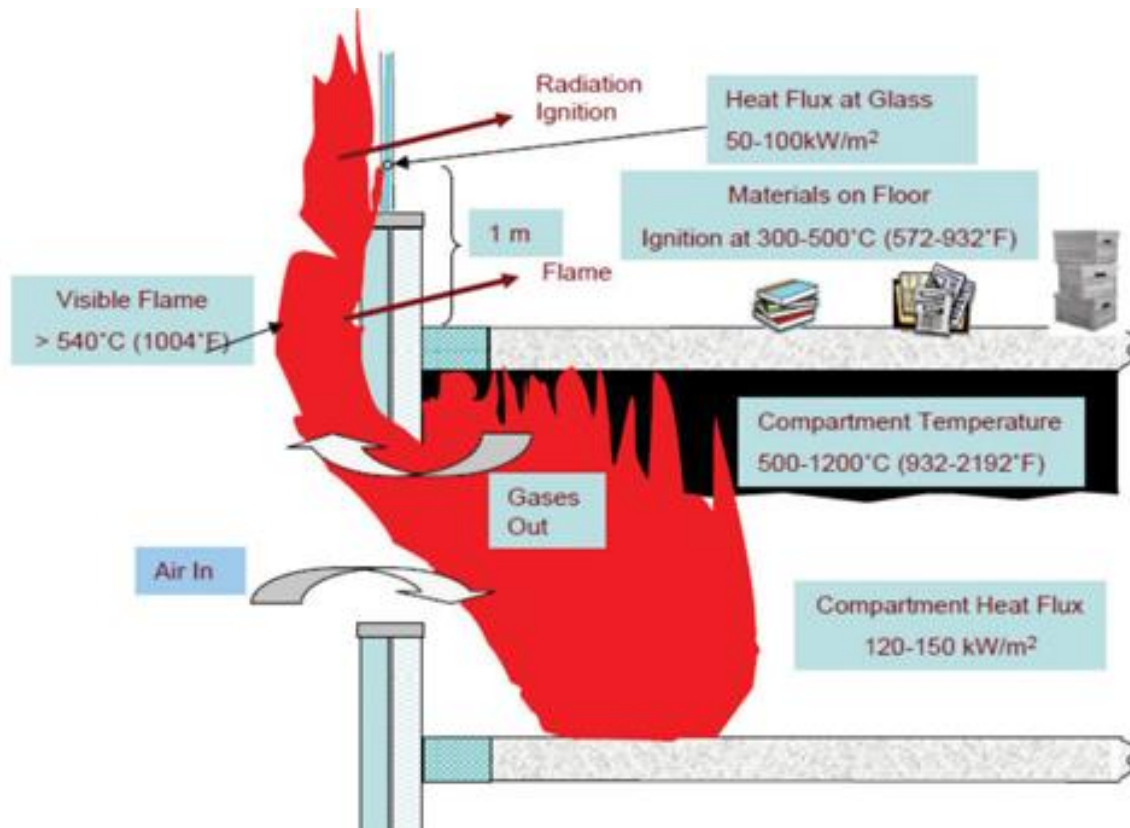 Radiation
Ignition
Heat Flux at Glass
50-100kW/m²
Materials on Floor
Ignition at 300-500°C (572-932°F)
1 m
Flame
Visible Flame
> 540°C (1004°F)
Compartment Temperature
500-1200°C (932-2192°F)
Gases
Out
Air In
Compartment Heat Flux
120-150 kW/m²